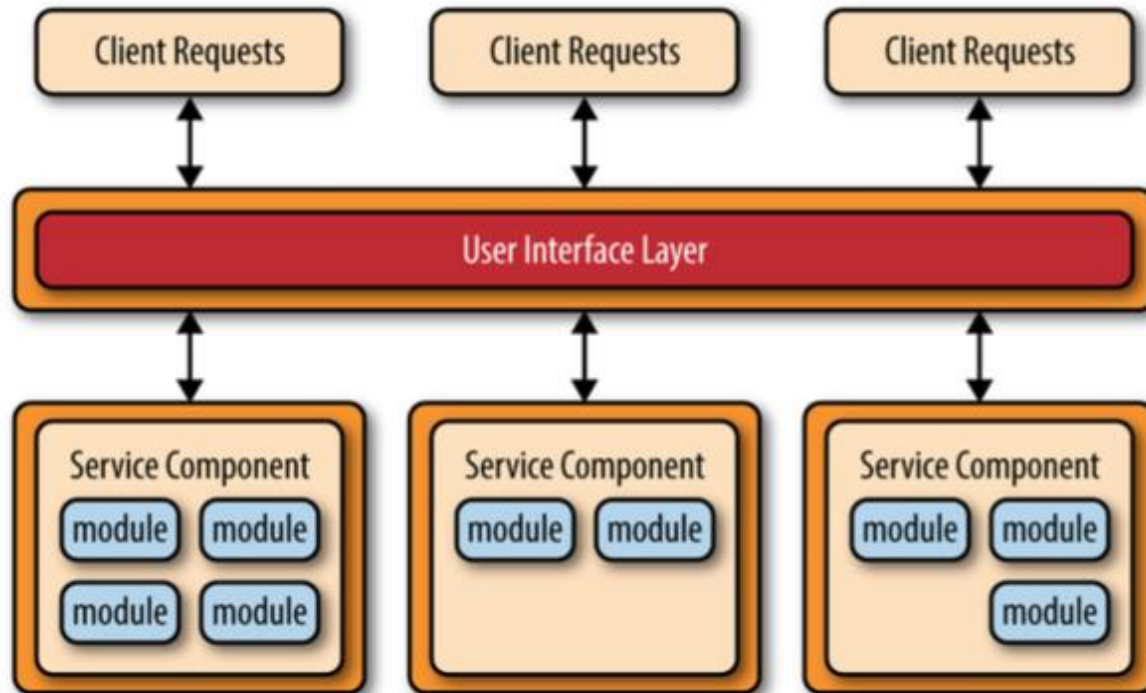 Client Requests
Client Requests
Client Requests
User Interface Layer
Service Component
module module
module module
Service Component
module module
Service Component
module module
module